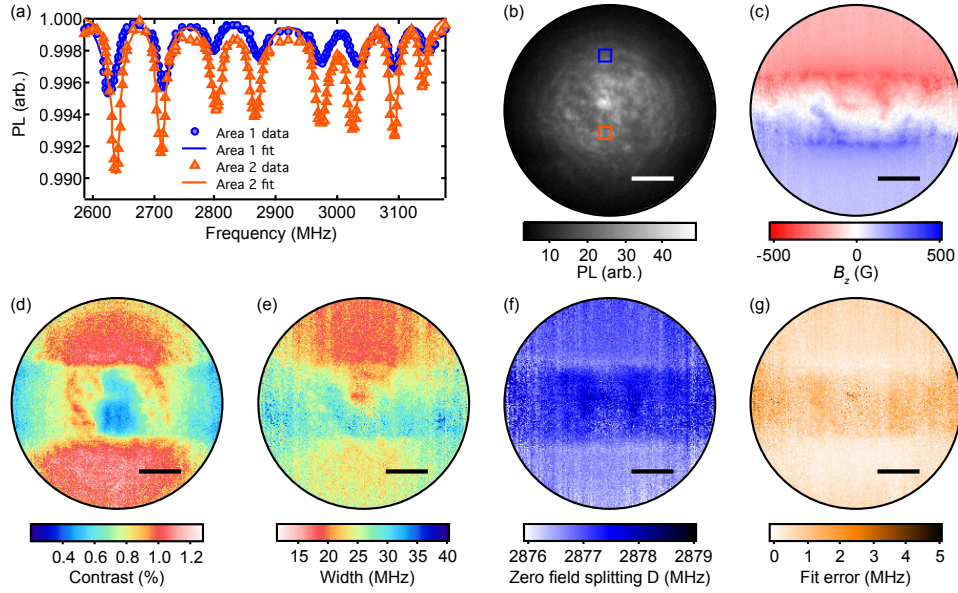 (a)
1.000
0.998
0.996
0.994
0.992
0.990
PL (arb.)
Area 1 data
Area 1 fit
Area 2 data
Area 2 fit
2600 2700 2800 2900 3000 3100
Frequency (MHz)
(b)
10 20 30 40
PL (arb.)
(c)
-500 0 500
Bz (G)
(d)
0.4 0.6 0.8 1.0 1.2
Contrast (%)
(e)
15 20 25 30 35 40
Width (MHz)
(f)
2876 2877 2878 2879
Zero field splitting D (MHz)
(g)
0 1 2 3 4 5
Fit error (MHz)